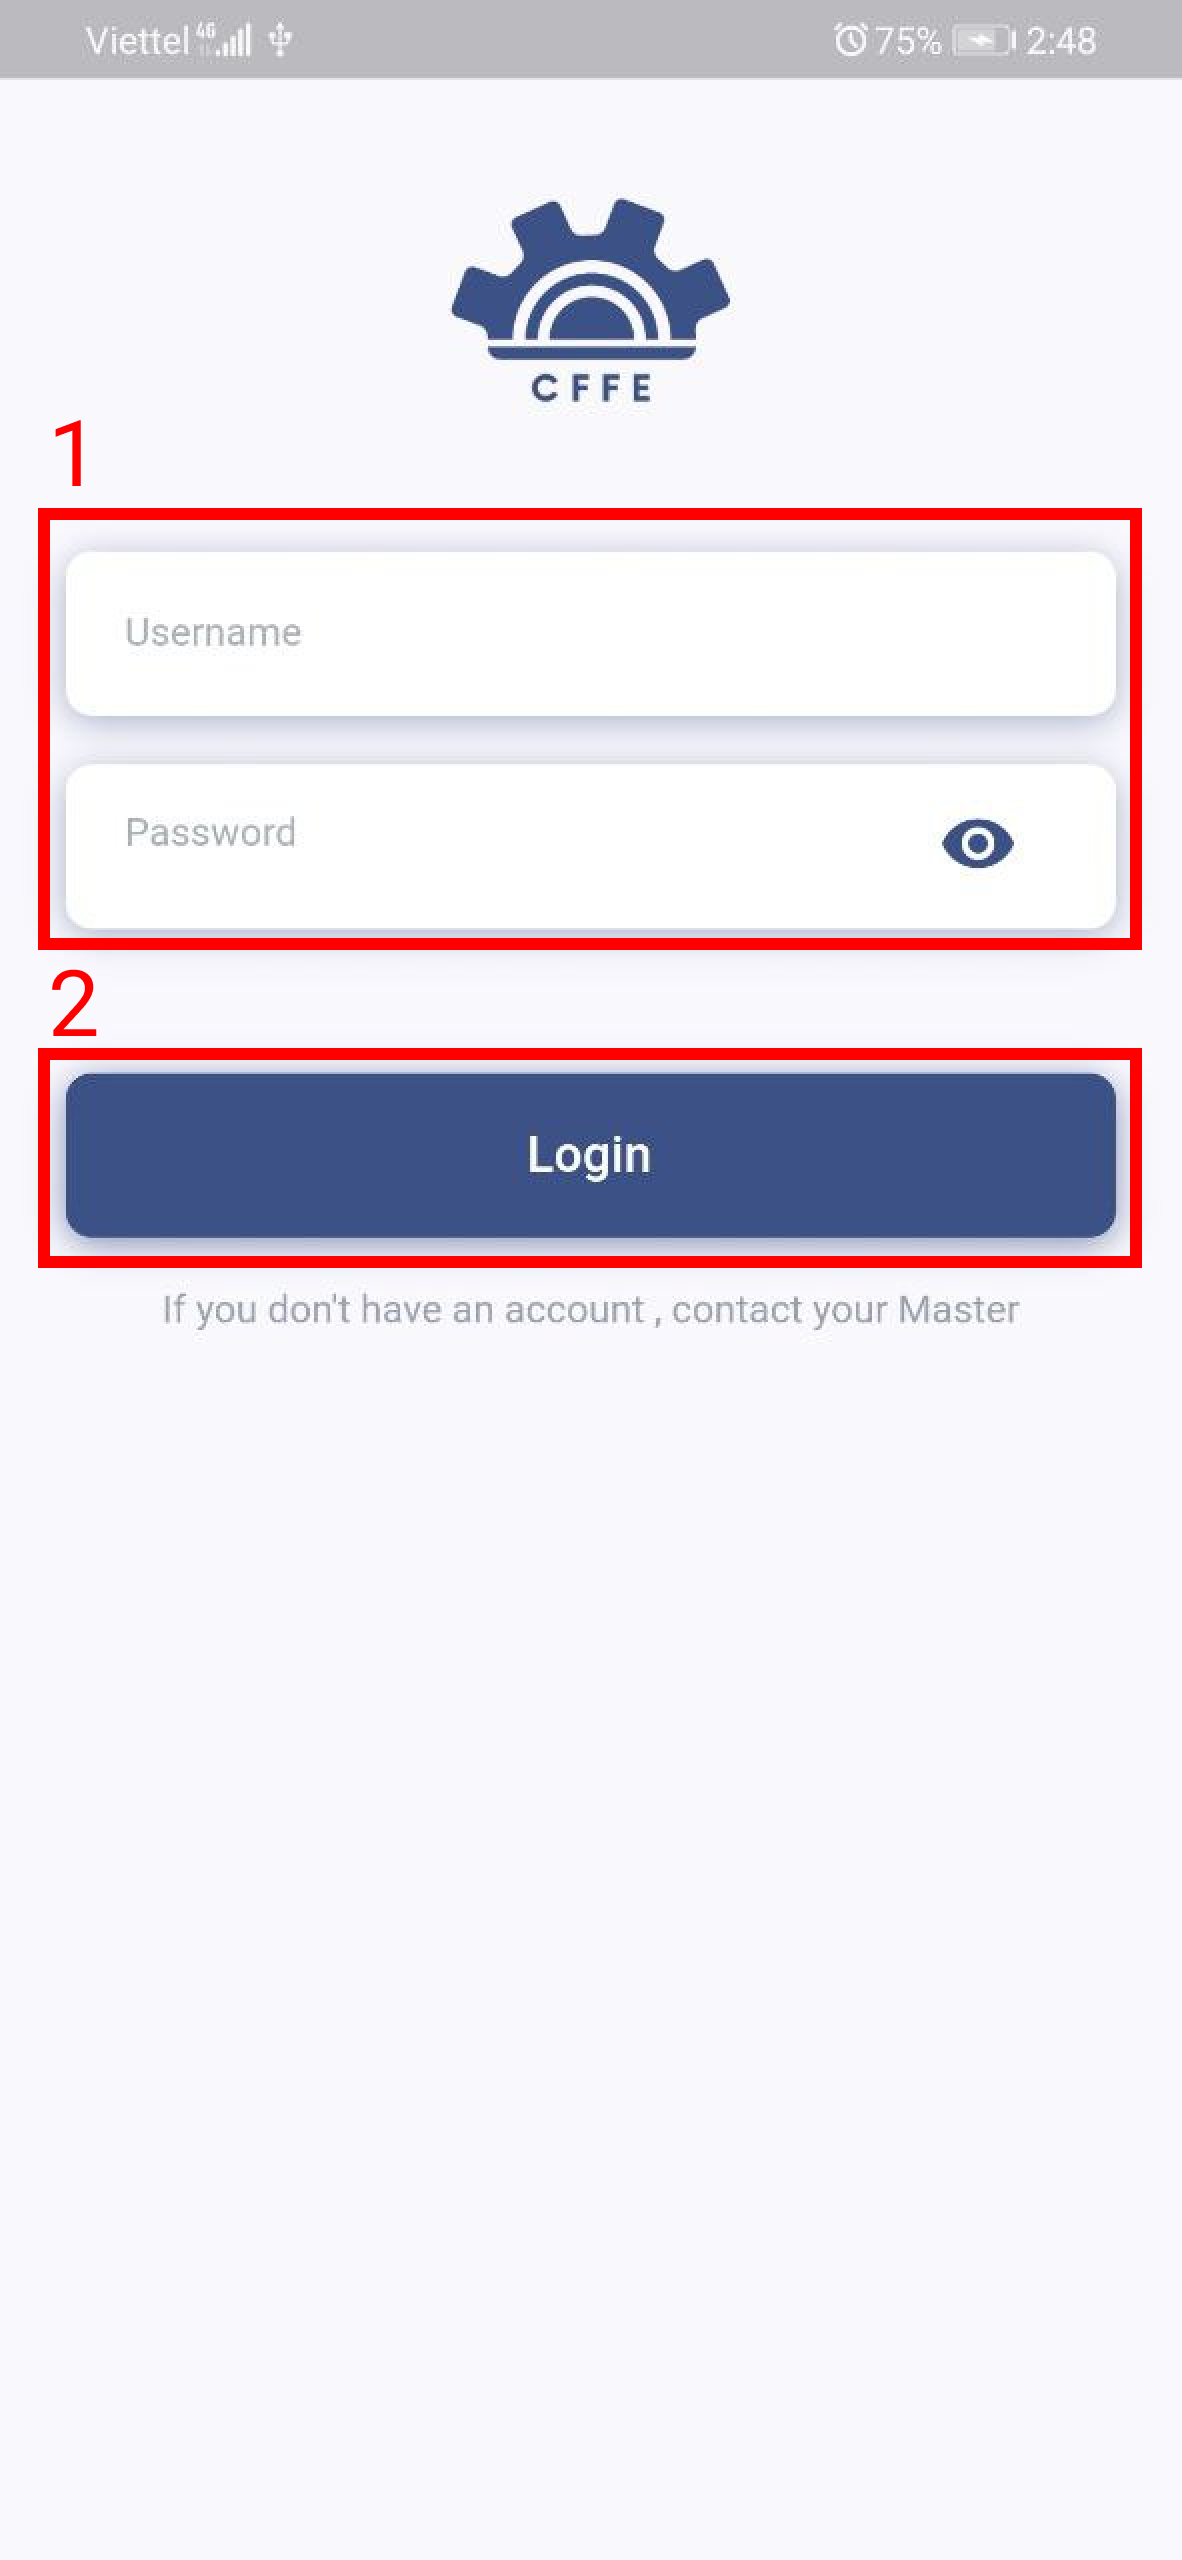 Viettel 4G 75% 2:48
CFFE
1
Username
Password
2
Login
If you don't have an account , contact your Master